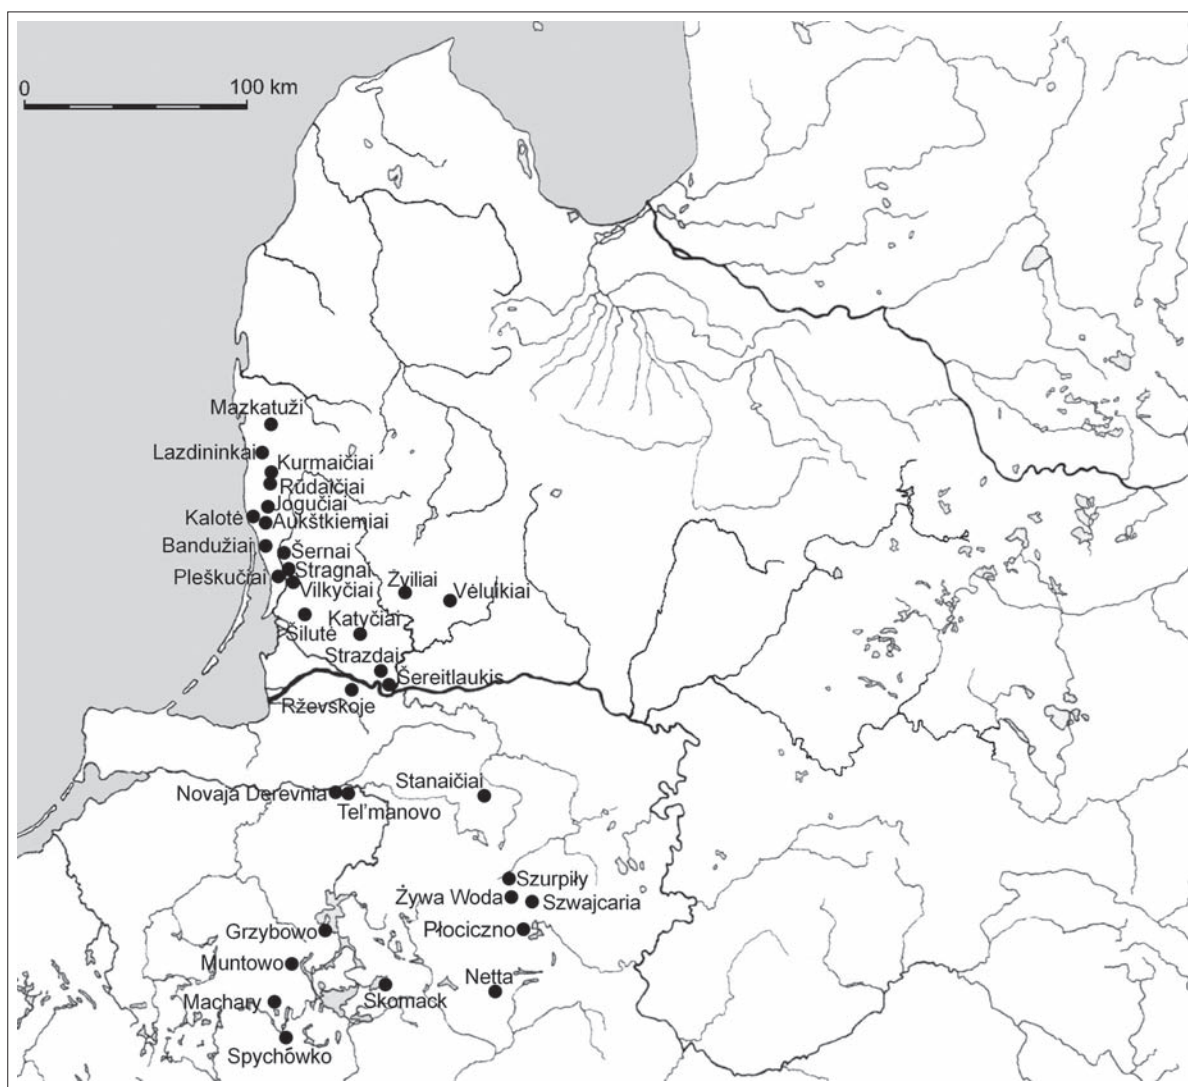 0 100 km
Mazkatuži
Lazdininkai
Kurmaičiai
Rūdaičiai
Jogučiai
Kalotė
Aukštkiemiai
Bandužiai
Šernai
Stragnai
Pleškučiai
Vilkyčiai
Žviliai
Vėluikiai
Katyčiai
Šilutė
Strazdai
Šereitlaukis
Rževskoje
Stanaičiai
Novaja Derevnia
Tel'manovo
Szurpiły
Żywa Woda
Szwajcaria
Grzybowo
Płociczno
Muntowo
Netta
Machary
Skomack
Spychówko